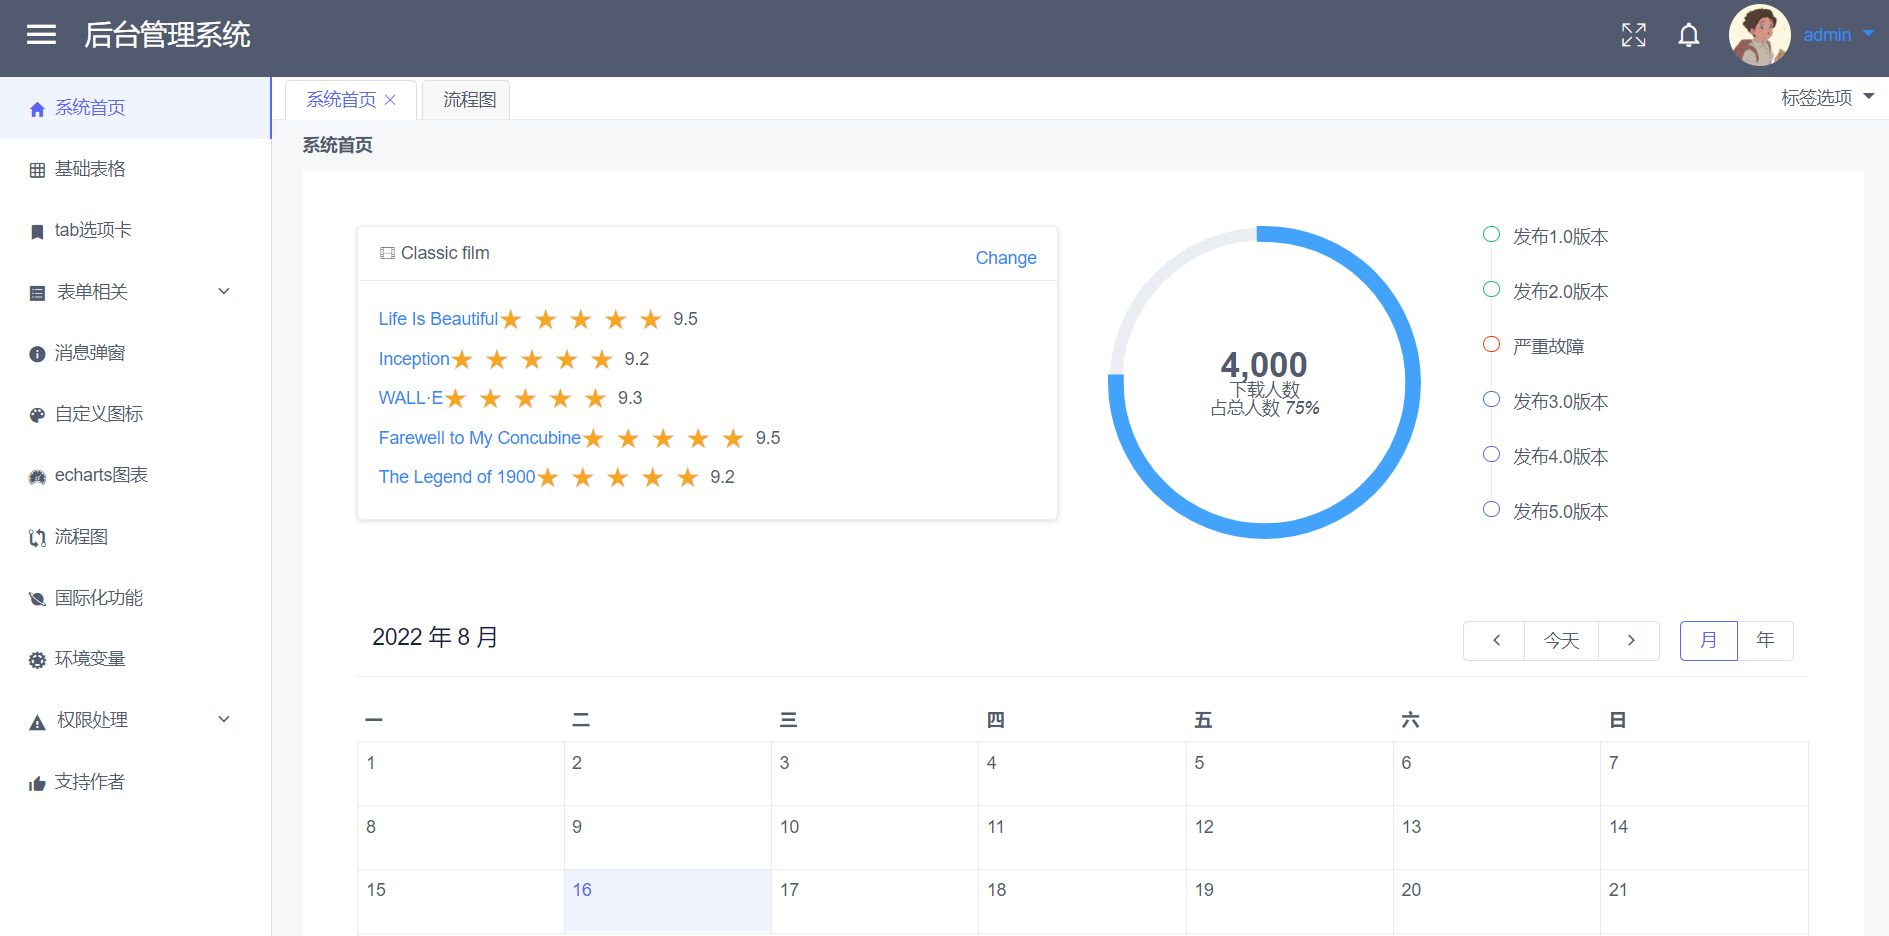 后台管理系统
admin
系统首页
基础表格
tab选项卡
表单相关
消息弹窗
自定义图标
echarts图表
流程图
国际化功能
环境变量
权限处理
支持作者
系统首页 流程图 标签选项
系统首页
Classic film Change
Life Is Beautiful 9.5
Inception 9.2
WALL·E 9.3
Farewell to My Concubine 9.5
The Legend of 1900 9.2
4,000
下载人数
占总人数 75%
发布1.0版本
发布2.0版本
严重故障
发布3.0版本
发布4.0版本
发布5.0版本
2022 年 8 月 今天 月 年
一 二 三 四 五 六 日
1 2 3 4 5 6 7
8 9 10 11 12 13 14
15 16 17 18 19 20 21